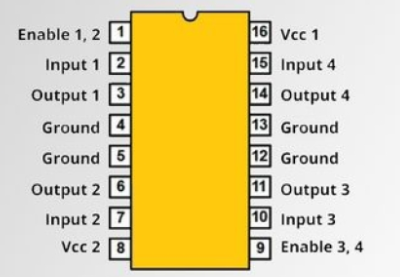 Enable 1, 2 1 16 Vcc 1
Input 1 2 15 Input 4
Output 1 3 14 Output 4
Ground 4 13 Ground
Ground 5 12 Ground
Output 2 6 11 Output 3
Input 2 7 10 Input 3
Vcc 2 8 9 Enable 3, 4